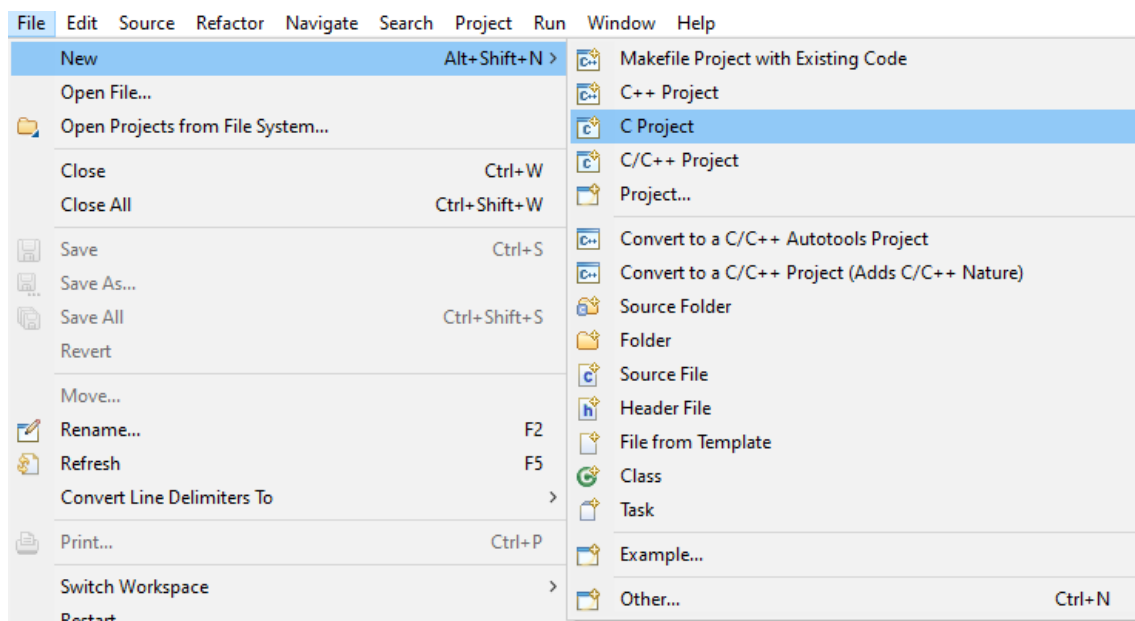 File Edit Source Refactor Navigate Search Project Run Window Help
New Alt+Shift+N >
Open File...
Open Projects from File System...
Close Ctrl+W
Close All Ctrl+Shift+W
Save Ctrl+S
Save As...
Save All Ctrl+Shift+S
Revert
Move...
Rename... F2
Refresh F5
Convert Line Delimiters To >
Print... Ctrl+P
Switch Workspace >
Restart
Makefile Project with Existing Code
C++ Project
C Project
C/C++ Project
Project...
Convert to a C/C++ Autotools Project
Convert to a C/C++ Project (Adds C/C++ Nature)
Source Folder
Folder
Source File
Header File
File from Template
Class
Task
Example...
Other... Ctrl+N